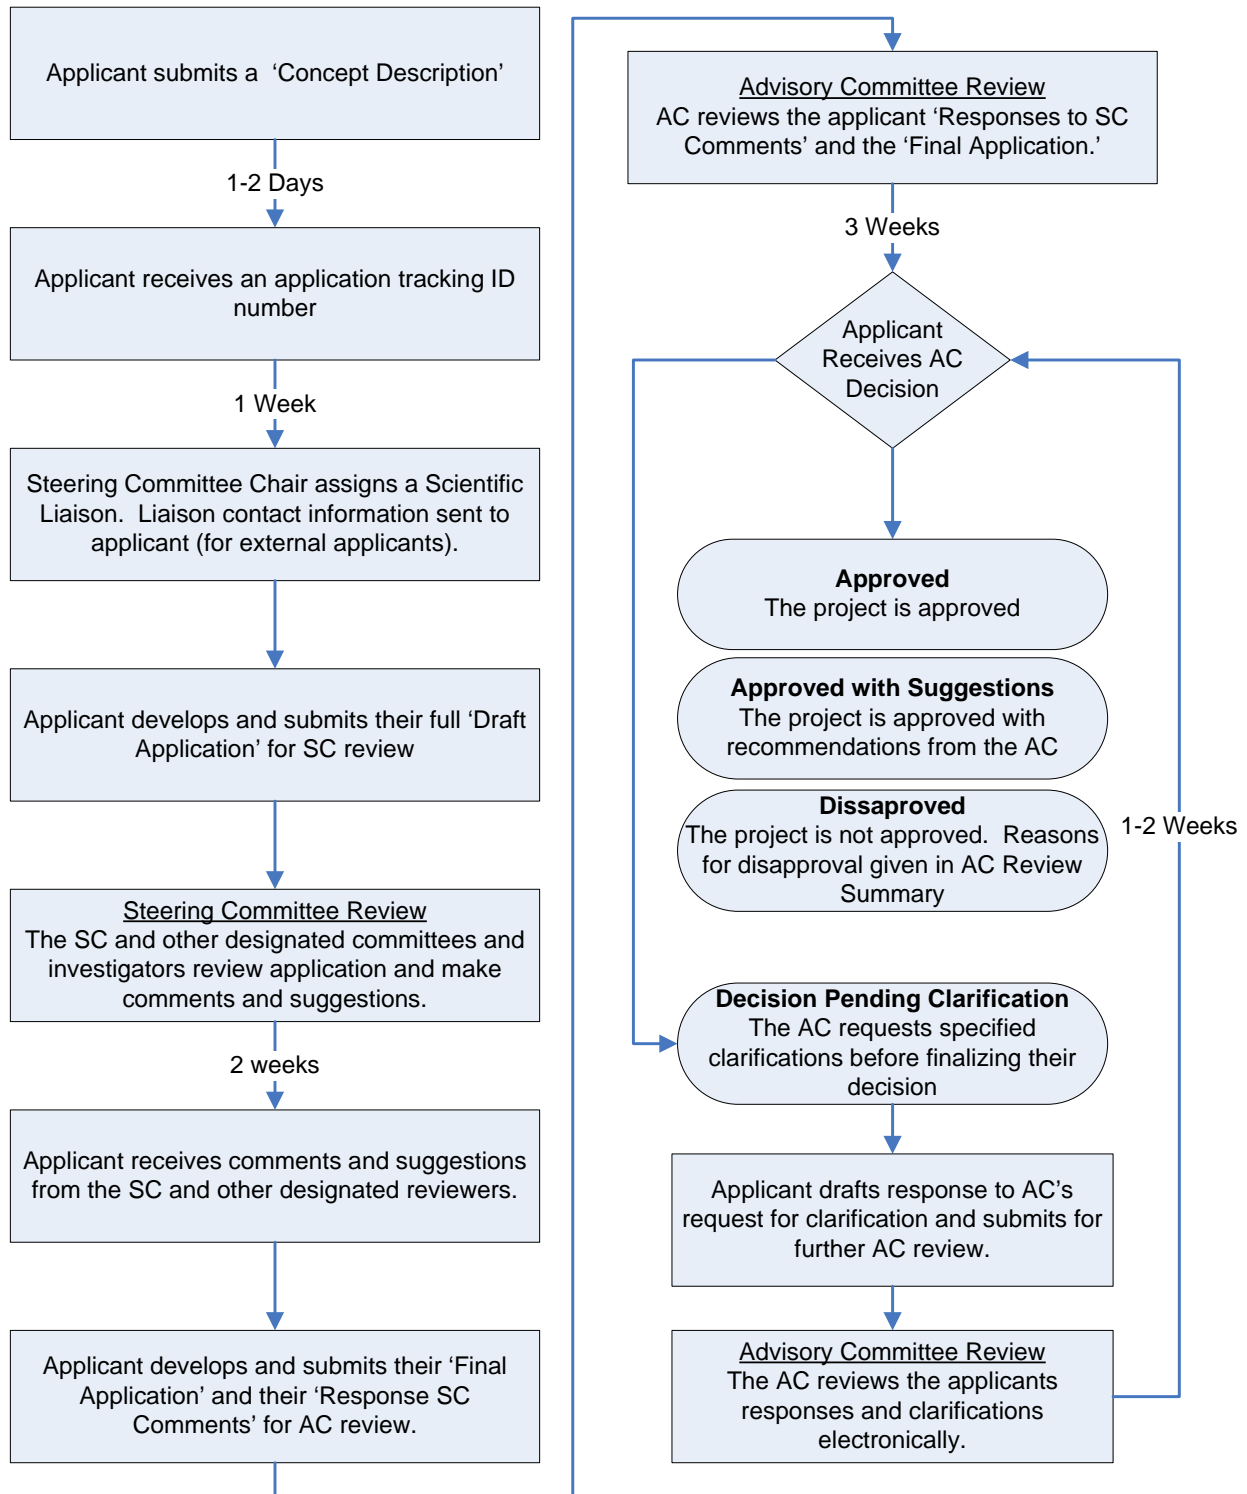 Applicant submits a  ‘Concept Description’
1-2 Days
Applicant receives an application tracking ID
number
1 Week
Steering Committee Chair assigns a Scientific
Liaison.  Liaison contact information sent to
applicant (for external applicants).
Applicant develops and submits their full ‘Draft
Application’ for SC review
Steering Committee Review
The SC and other designated committees and
investigators review application and make
comments and suggestions.
2 weeks
Applicant receives comments and suggestions
from the SC and other designated reviewers.
Applicant develops and submits their ‘Final
Application’ and their ‘Response SC
Comments’ for AC review.
Advisory Committee Review
AC reviews the applicant ‘Responses to SC
Comments’ and the ‘Final Application.’
3 Weeks
Applicant
Receives AC
Decision
Approved
The project is approved
Approved with Suggestions
The project is approved with
recommendations from the AC
Dissaproved
The project is not approved.  Reasons
for disapproval given in AC Review
Summary
1-2 Weeks
Decision Pending Clarification
The AC requests specified
clarifications before finalizing their
decision
Applicant drafts response to AC’s
request for clarification and submits for
further AC review.
Advisory Committee Review
The AC reviews the applicants
responses and clarifications
electronically.